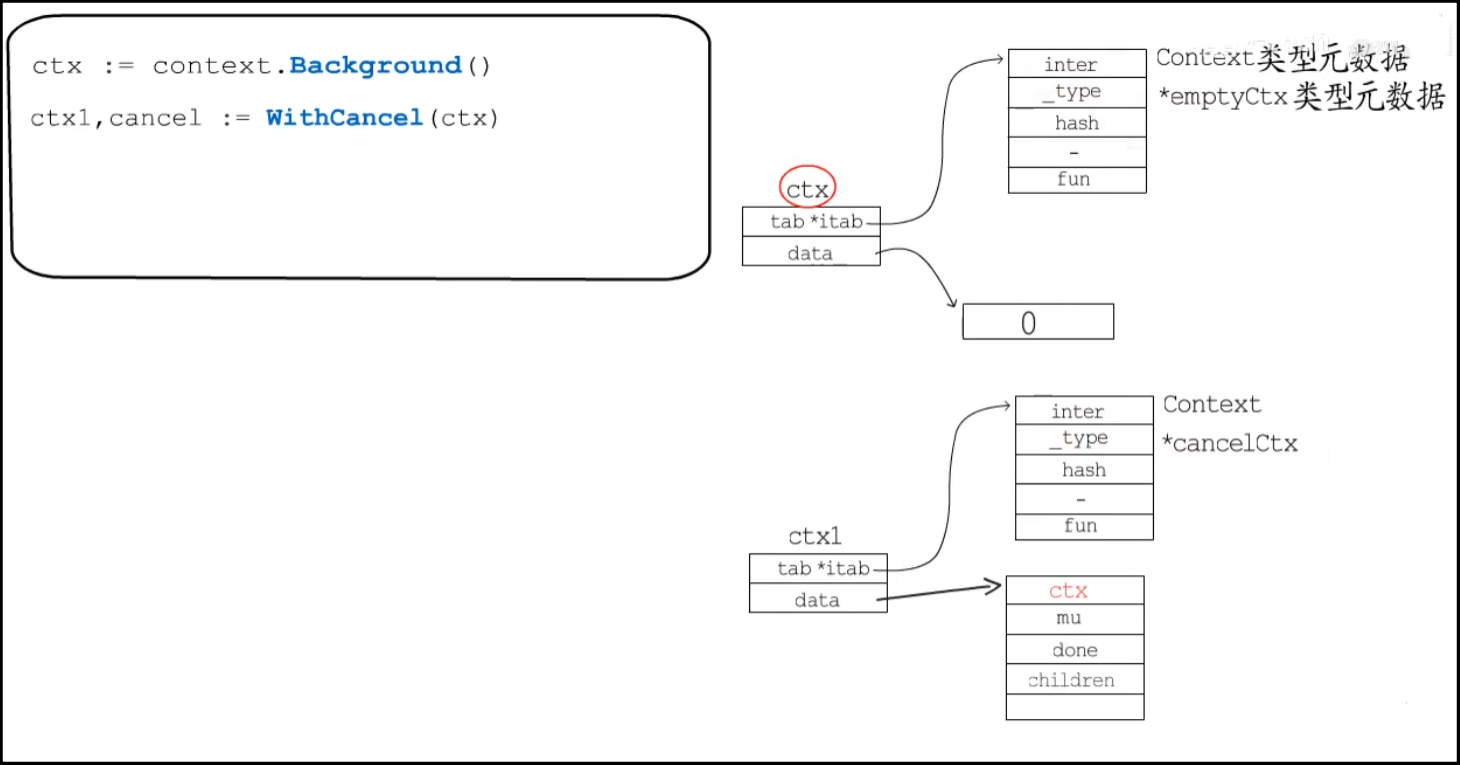 ctx := context.Background()
ctx1,cancel := WithCancel(ctx)
inter
Context类型元数据
_type
*emptyCtx类型元数据
hash
-
fun
ctx
tab *itab
data
0
inter
Context
_type
*cancelCtx
hash
-
fun
ctx1
tab *itab
data
ctx
mu
done
children